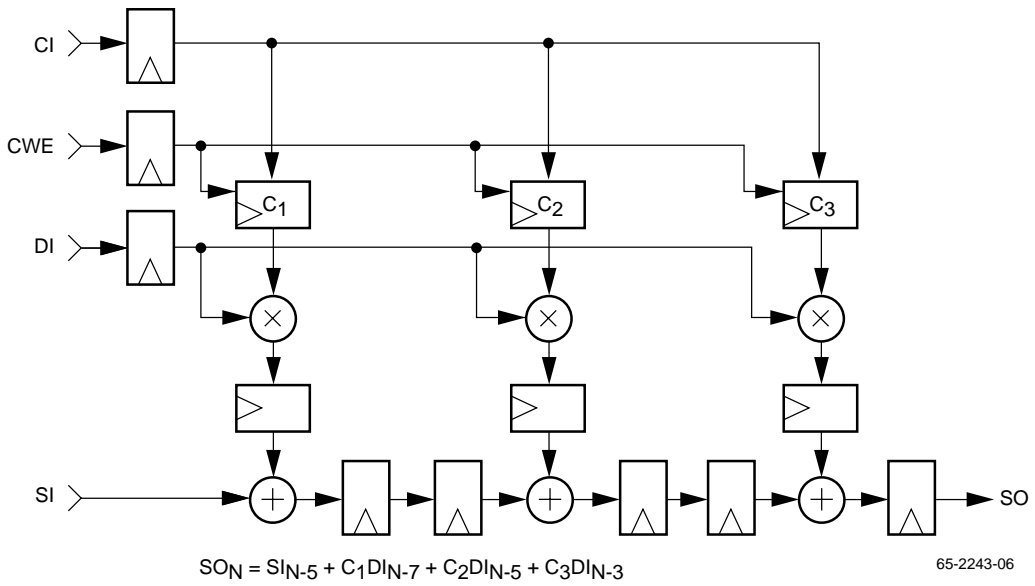 CI
CWE
C1 C2 C3
DI
× × ×
SI + + + SO
SON = SIN-5 + C1DIN-7 + C2DIN-5 + C3DIN-3
65-2243-06